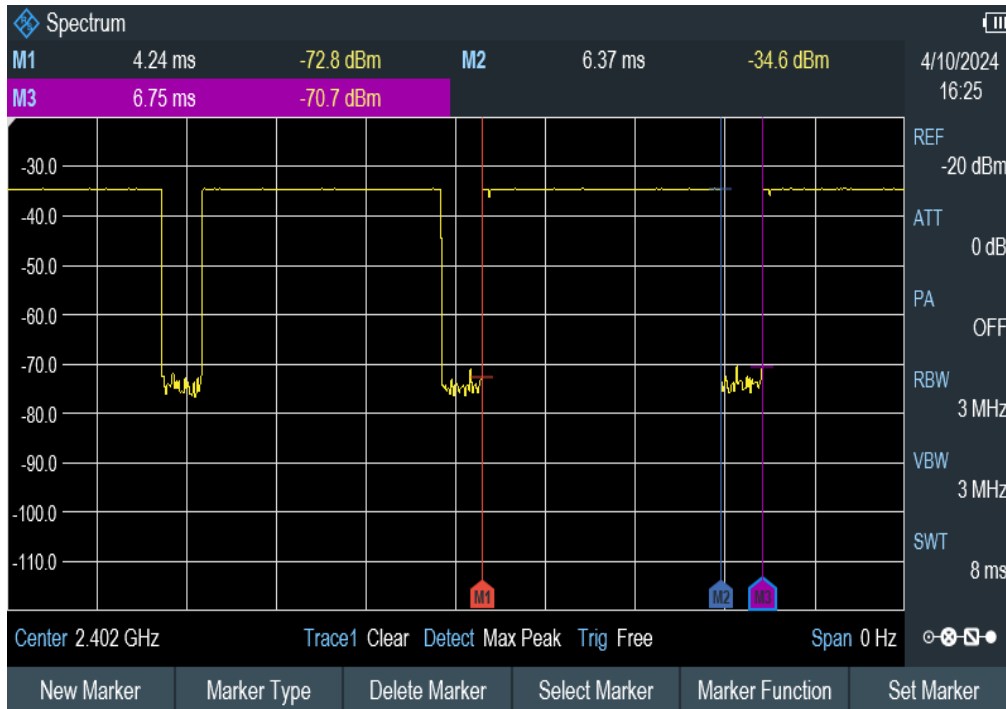 Spectrum
M1 4.24 ms -72.8 dBm M2 6.37 ms -34.6 dBm
M3 6.75 ms -70.7 dBm
4/10/2024
16:25
-30.0
-40.0
-50.0
-60.0
-70.0
-80.0
-90.0
-100.0
-110.0
M1 M2 M3
REF
-20 dBm
ATT
0 dB
PA
OFF
RBW
3 MHz
VBW
3 MHz
SWT
8 ms
Center 2.402 GHz Trace1 Clear Detect Max Peak Trig Free Span 0 Hz
New Marker Marker Type Delete Marker Select Marker Marker Function Set Marker